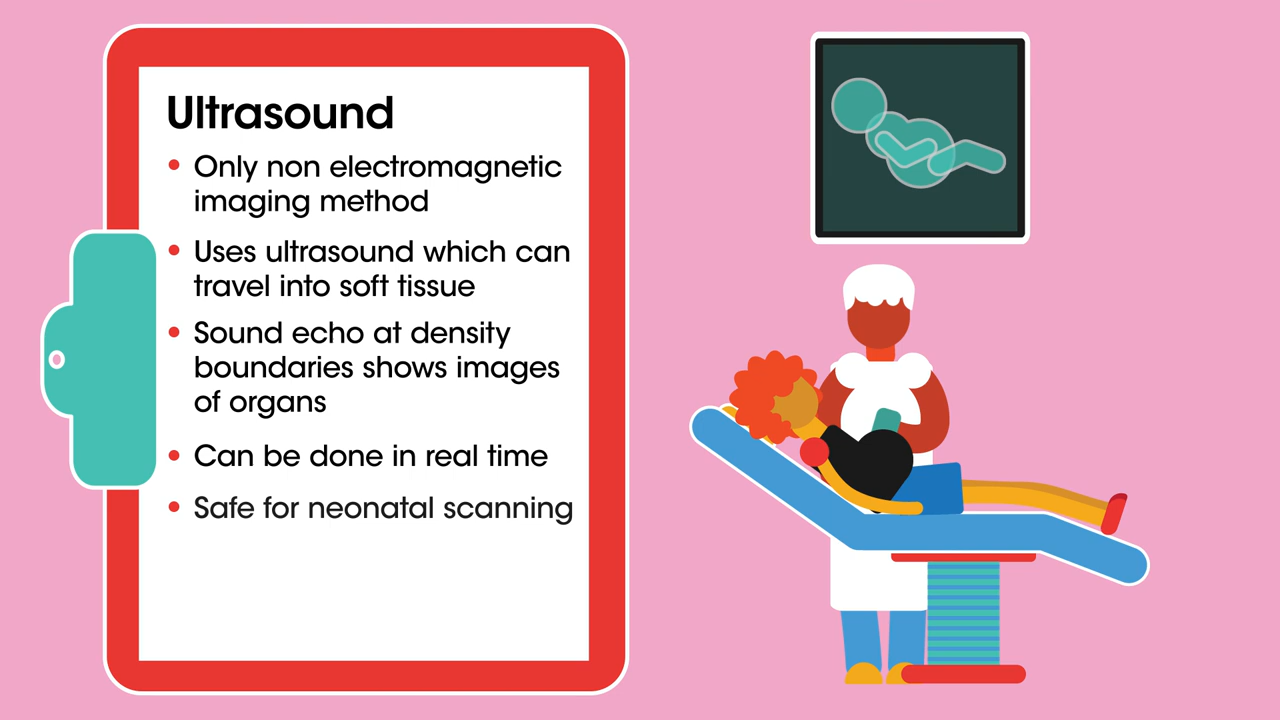 Ultrasound
• Only non electromagnetic
imaging method
• Uses ultrasound which can
travel into soft tissue
• Sound echo at density
boundaries shows images
of organs
• Can be done in real time
• Safe for neonatal scanning